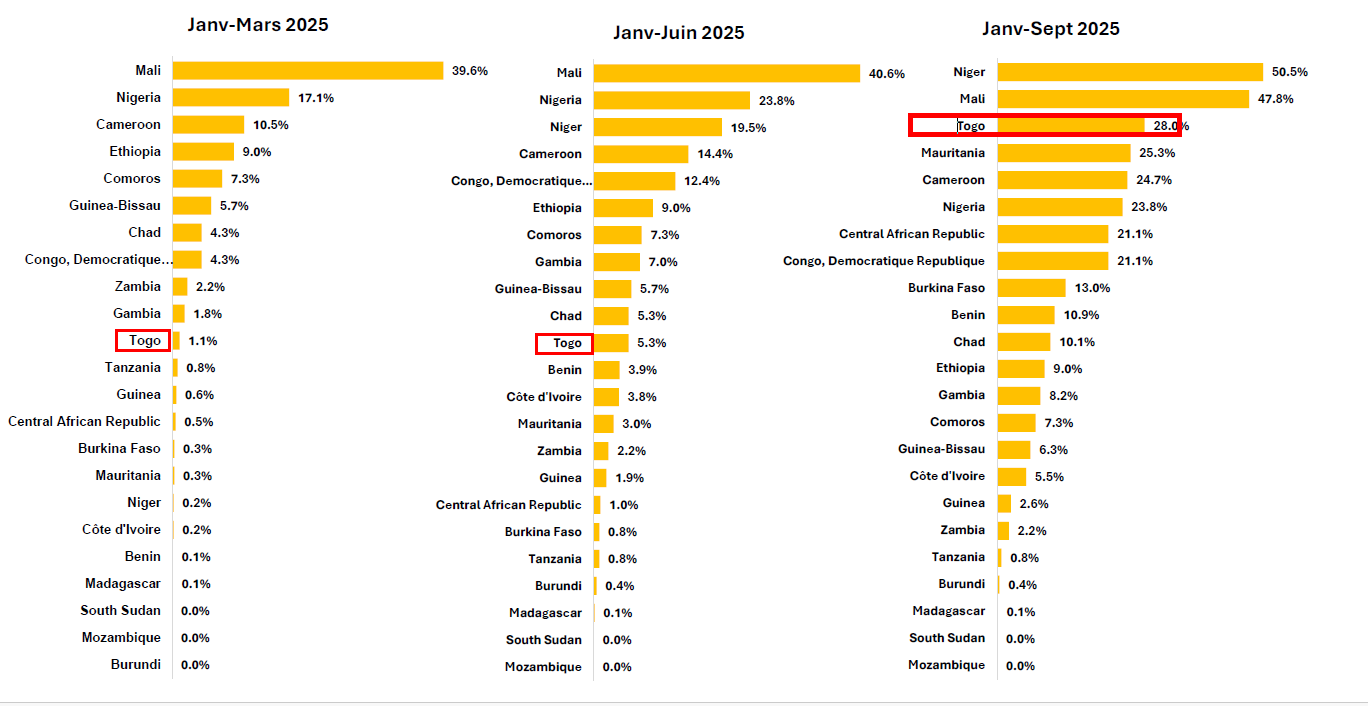 Janv-Mars 2025
Mali 39.6%
Nigeria 17.1%
Cameroon 10.5%
Ethiopia 9.0%
Comoros 7.3%
Guinea-Bissau 5.7%
Chad 4.3%
Congo, Democratique... 4.3%
Zambia 2.2%
Gambia 1.8%
Togo 1.1%
Tanzania 0.8%
Guinea 0.6%
Central African Republic 0.5%
Burkina Faso 0.3%
Mauritania 0.3%
Niger 0.2%
Côte d'Ivoire 0.2%
Benin 0.1%
Madagascar 0.1%
South Sudan 0.0%
Mozambique 0.0%
Burundi 0.0%
Janv-Juin 2025
Mali 40.6%
Nigeria 23.8%
Niger 19.5%
Cameroon 14.4%
Congo, Democratique... 12.4%
Ethiopia 9.0%
Comoros 7.3%
Gambia 7.0%
Guinea-Bissau 5.7%
Chad 5.3%
Togo 5.3%
Benin 3.9%
Côte d'Ivoire 3.8%
Mauritania 3.0%
Zambia 2.2%
Guinea 1.9%
Central African Republic 1.0%
Burkina Faso 0.8%
Tanzania 0.8%
Burundi 0.4%
Madagascar 0.1%
South Sudan 0.0%
Mozambique 0.0%
Janv-Sept 2025
Niger 50.5%
Mali 47.8%
Togo 28.0%
Mauritania 25.3%
Cameroon 24.7%
Nigeria 23.8%
Central African Republic 21.1%
Congo, Democratique Republique 21.1%
Burkina Faso 13.0%
Benin 10.9%
Chad 10.1%
Ethiopia 9.0%
Gambia 8.2%
Comoros 7.3%
Guinea-Bissau 6.3%
Côte d'Ivoire 5.5%
Guinea 2.6%
Zambia 2.2%
Tanzania 0.8%
Burundi 0.4%
Madagascar 0.1%
South Sudan 0.0%
Mozambique 0.0%